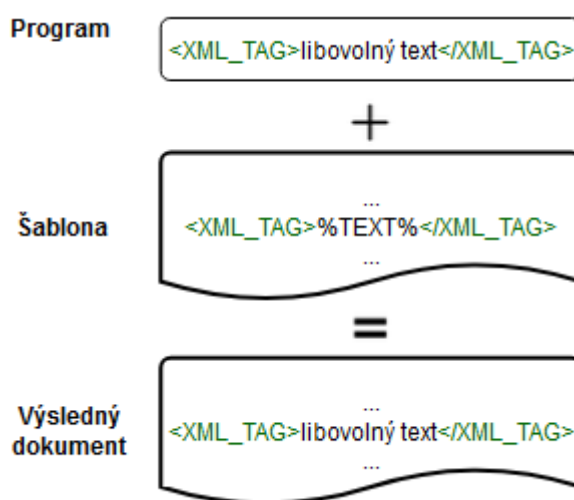 Program
<XML_TAG>libovolný text</XML_TAG>
+
...
Šablona
<XML_TAG>%TEXT%</XML_TAG>
...
=
...
Výsledný
dokument
<XML_TAG>libovolný text</XML_TAG>
...